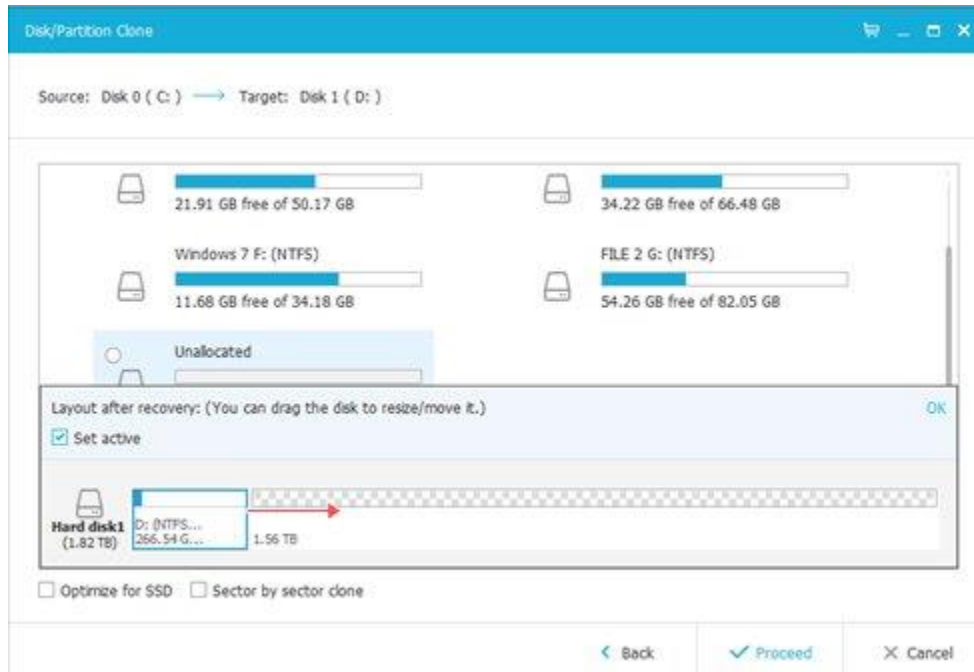 Disk/Partition Clone
Source: Disk 0 ( C: ) Target: Disk 1 ( D: )
21.91 GB free of 50.17 GB
34.22 GB free of 66.48 GB
Windows 7 F: (NTFS)
FILE 2 G: (NTFS)
11.68 GB free of 34.18 GB
54.26 GB free of 82.05 GB
Unallocated
Layout after recovery: (You can drag the disk to resize/move it.)
OK
Set active
Hard disk1
(1.82 TB)
D: (NTFS...
266.54 G...
1.56 TB
Optimize for SSD
Sector by sector clone
Back
Proceed
Cancel